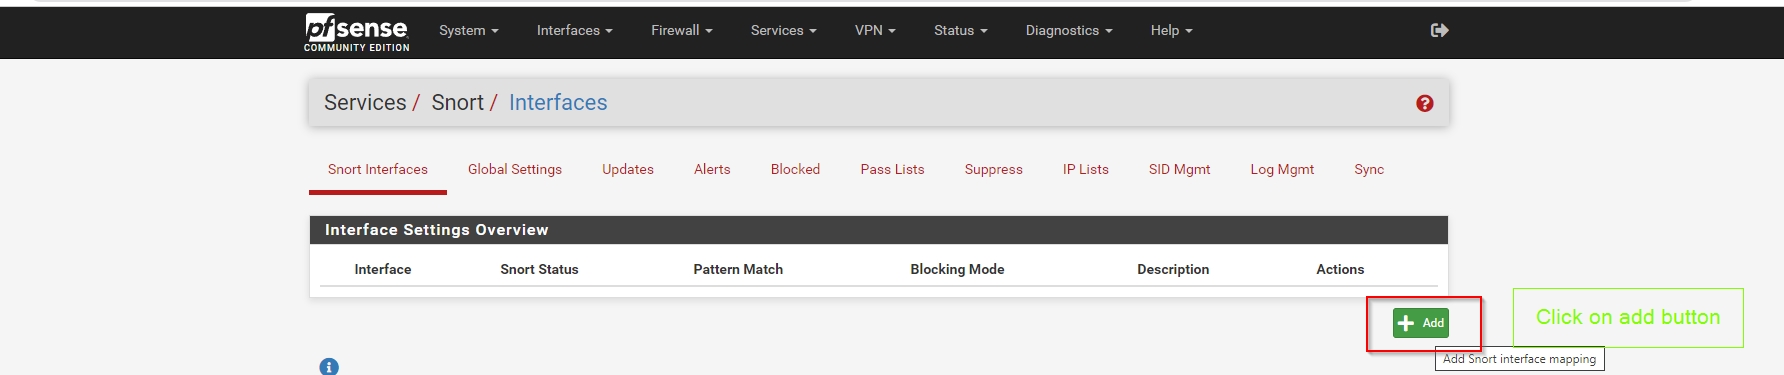 pfsense System Interfaces Firewall Services VPN Status Diagnostics Help
COMMUNITY EDITION
Services / Snort / Interfaces
Snort Interfaces Global Settings Updates Alerts Blocked Pass Lists Suppress IP Lists SID Mgmt Log Mgmt Sync
Interface Settings Overview
Interface Snort Status Pattern Match Blocking Mode Description Actions
Add
Click on add button
Add Snort interface mapping